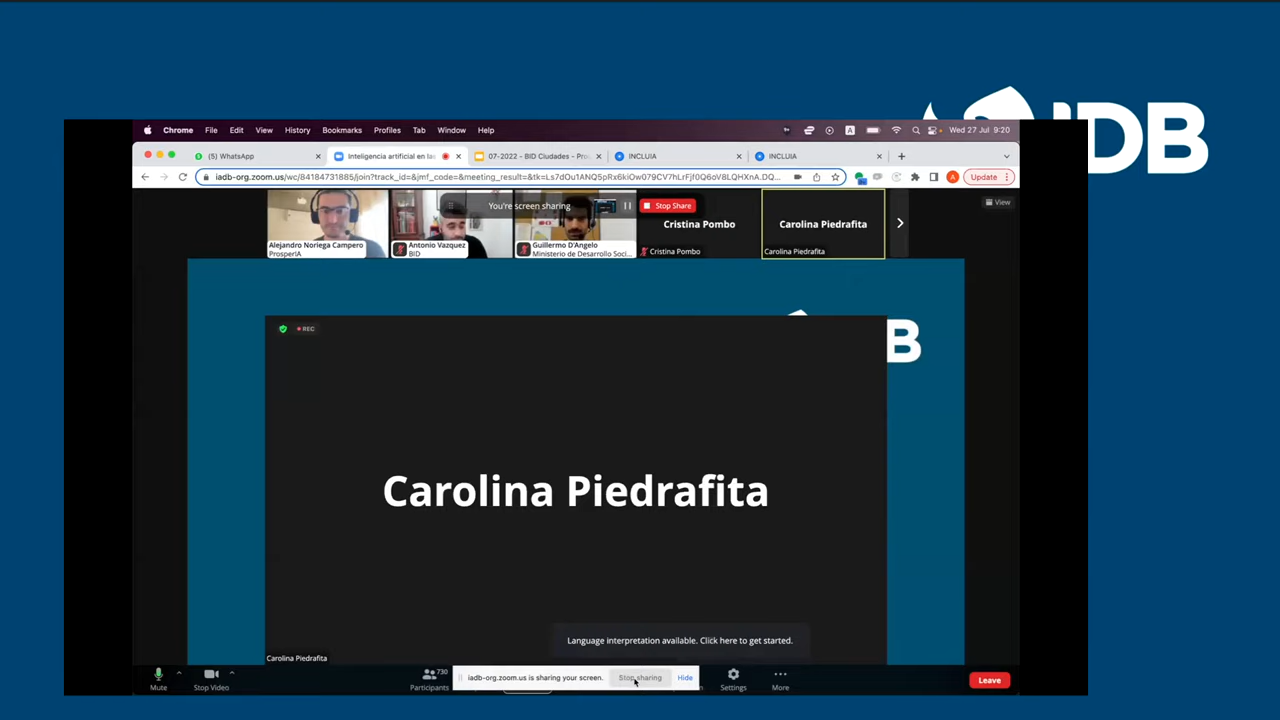 IDB
Chrome File Edit View History Bookmarks Profiles Tab Window Help
A
Wed 27 Jul 9:20
(5) WhatsApp
Inteligencia artificial en las
07-2022 - BID Ciudades - Pro
INCLUIA
INCLUIA
iadb-org.zoom.us/wc/84184731885/join?track_id=&jmf_code=&meeting_result=&tk=Ls7dOu1ANQ5pRx6kiOw079CV7hLrFjf0Q6oV8LQHXnA.DQ...
A
Update
You're screen sharing
Stop Share
View
Cristina Pombo
Carolina Piedrafita
Alejandro Noriega Campero
ProsperIA
Antonio Vazquez
BID
Guillermo D'Angelo
Ministerio de Desarrollo Soci...
Cristina Pombo
Carolina Piedrafita
REC
B
Carolina Piedrafita
Language interpretation available. Click here to get started.
Carolina Piedrafita
730
Mute
Stop Video
Participants
iadb-org.zoom.us is sharing your screen.
Stop sharing
Hide
Settings
More
Leave